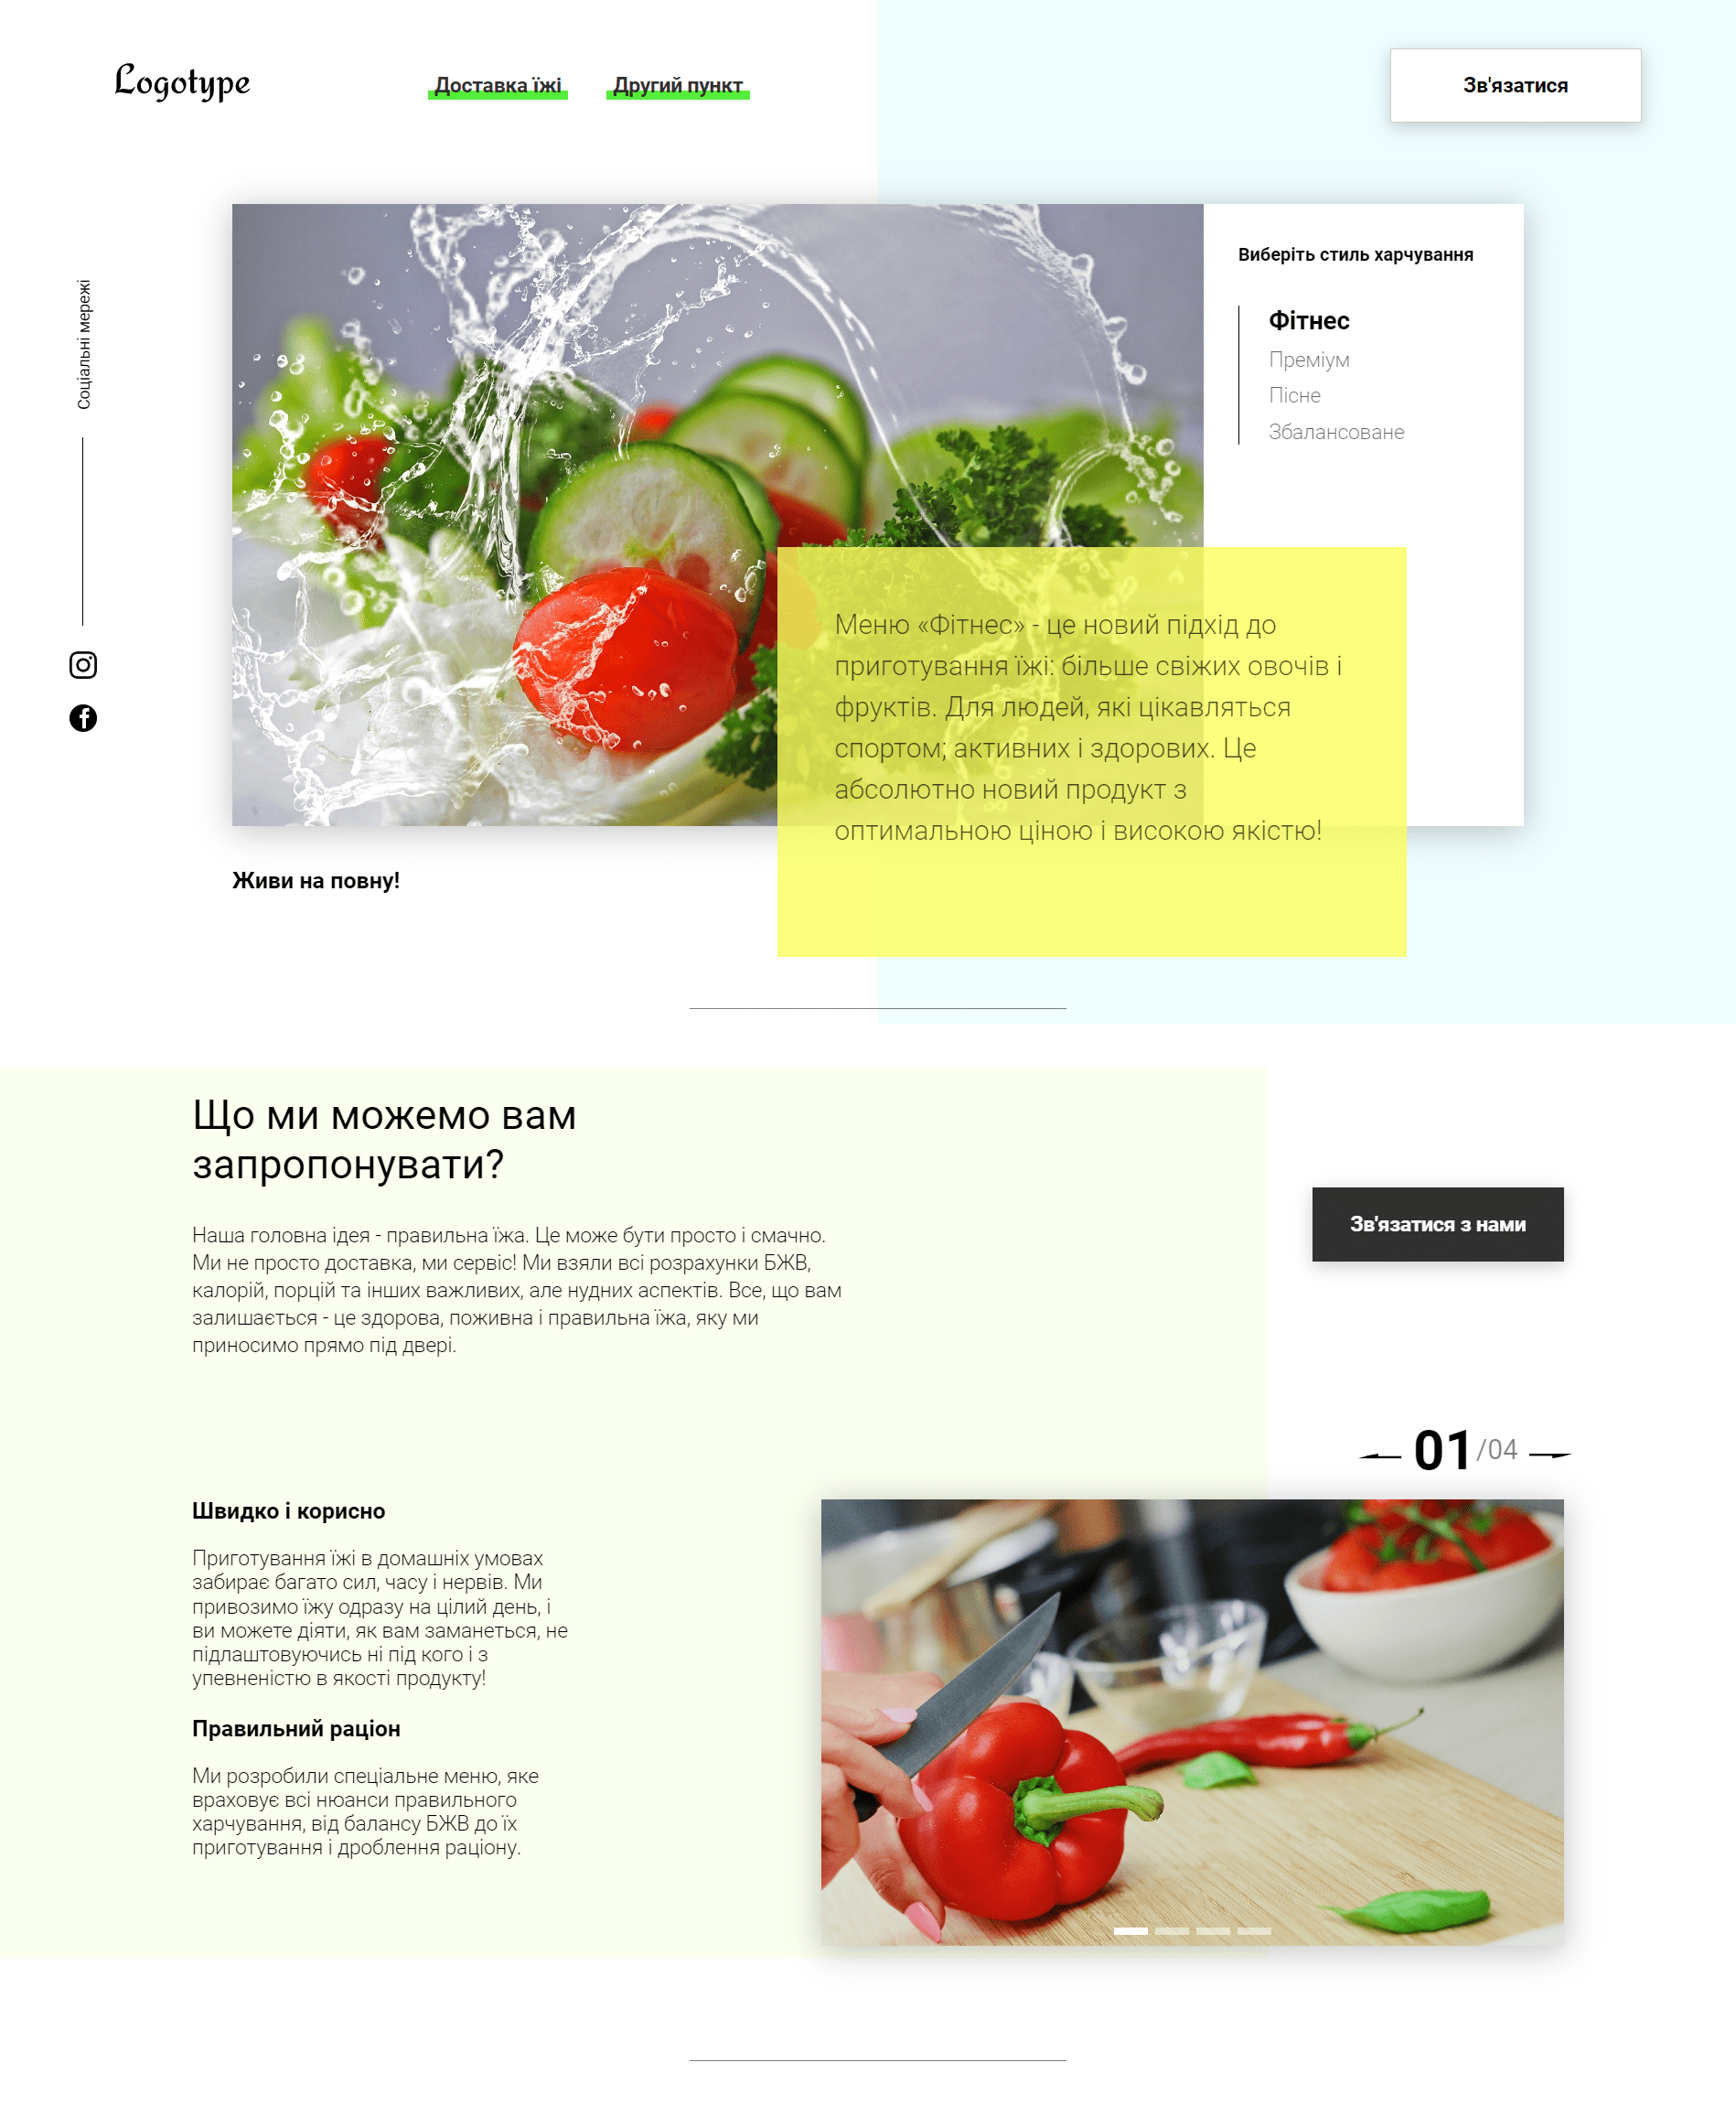 Logotype
Доставка їжі
Другий пункт
Зв'язатися
Соціальні мережі
Виберіть стиль харчування
Фітнес
Преміум
Пісне
Збалансоване
Меню «Фітнес» - це новий підхід до
приготування їжі: більше свіжих овочів і
фруктів. Для людей, які цікавляться
спортом; активних і здорових. Це
абсолютно новий продукт з
оптимальною ціною і високою якістю!
Живи на повну!
Що ми можемо вам
запропонувати?
Наша головна ідея - правильна їжа. Це може бути просто і смачно.
Ми не просто доставка, ми сервіс! Ми взяли всі розрахунки БЖВ,
калорій, порцій та інших важливих, але нудних аспектів. Все, що вам
залишається - це здорова, поживна і правильна їжа, яку ми
приносимо прямо під двері.
Зв'язатися з нами
01/04
Швидко і корисно
Приготування їжі в домашніх умовах
забирає багато сил, часу і нервів. Ми
привозимо їжу одразу на цілий день, і
ви можете діяти, як вам заманеться, не
підлаштовуючись ні під кого і з
упевненістю в якості продукту!
Правильний раціон
Ми розробили спеціальне меню, яке
враховує всі нюанси правильного
харчування, від балансу БЖВ до їх
приготування і дроблення раціону.